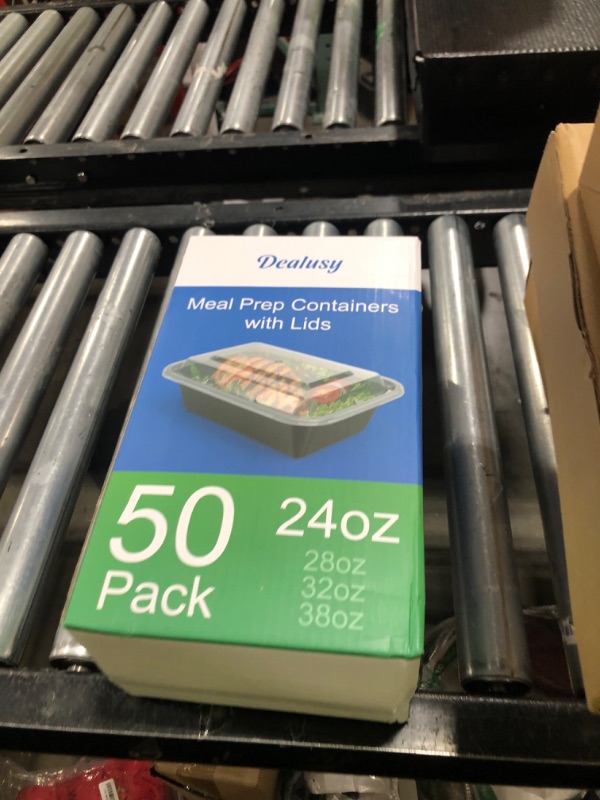 Dealusy
Meal Prep Containers
with Lids
50
Pack
24oz
28oz
32oz
38oz